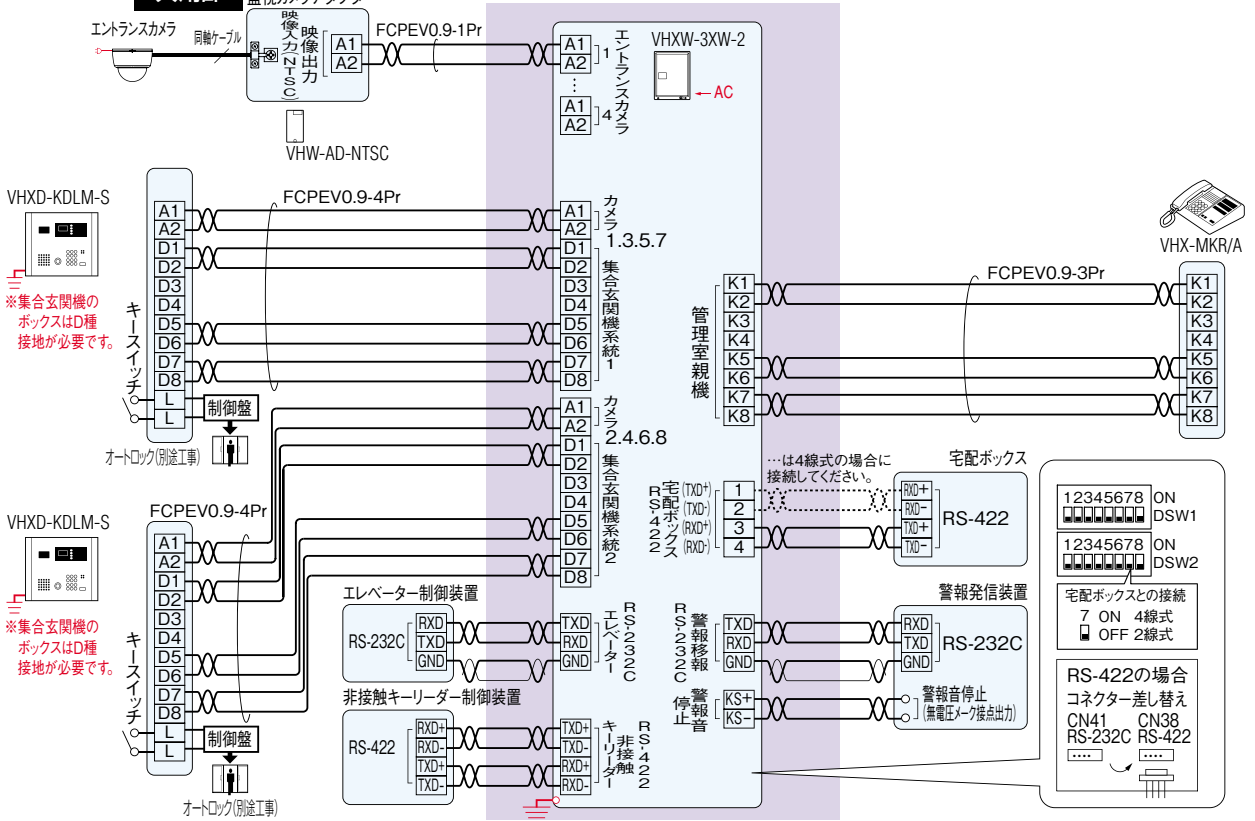 エントランスカメラ
同軸ケーブル
映像入力(NTSC)
映像出力
A1
A2
FCPEV0.9-1Pr
VHW-AD-NTSC
A1
A2
1
⋮
A1
A2
4
エントランスカメラ
VHXW-3XW-2
AC
VHXD-KDLM-S
※集合玄関機の
ボックスはD種
接地が必要です。
キースイッチ
A1
A2
D1
D2
D3
D4
D5
D6
D7
D8
L
L
制御盤
オートロック(別途工事)
FCPEV0.9-4Pr
A1
A2
D1
D2
D3
D4
D5
D6
D7
D8
カメラ
1.3.5.7
集合玄関機系統1
VHXD-KDLM-S
※集合玄関機の
ボックスはD種
接地が必要です。
キースイッチ
FCPEV0.9-4Pr
A1
A2
D1
D2
D3
D4
D5
D6
D7
D8
L
L
制御盤
オートロック(別途工事)
A1
A2
D1
D2
D3
D4
D5
D6
D7
D8
カメラ
2.4.6.8
集合玄関機系統2
エレベーター制御装置
RS-232C
RXD
TXD
GND
TXD
RXD
GND
エレベーター
RS-232C
非接触キーリーダー制御装置
RS-422
RXD+
RXD-
TXD+
TXD-
TXD+
TXD-
RXD+
RXD-
非接触
キーリーダー
RS-422
管理室親機
K1
K2
K3
K4
K5
K6
K7
K8
FCPEV0.9-3Pr
VHX-MKR/A
K1
K2
K3
K4
K5
K6
K7
K8
…は4線式の場合に
接続してください。
宅配ボックス
RS-422
(TXD+)
(TXD-)
(RXD+)
(RXD-)
1
2
3
4
宅配ボックス
RXD+
RXD-
TXD+
TXD-
RS-422
警報移報
RS-232C
TXD
RXD
GND
警報発信装置
RXD
TXD
GND
RS-232C
警報音
停止
KS+
KS-
警報音停止
(無電圧メーク接点出力)
12345678
ON
DSW1
12345678
ON
DSW2
宅配ボックスとの接続
7 ON 4線式
OFF 2線式
RS-422の場合
コネクター差し替え
CN41 CN38
RS-232C RS-422